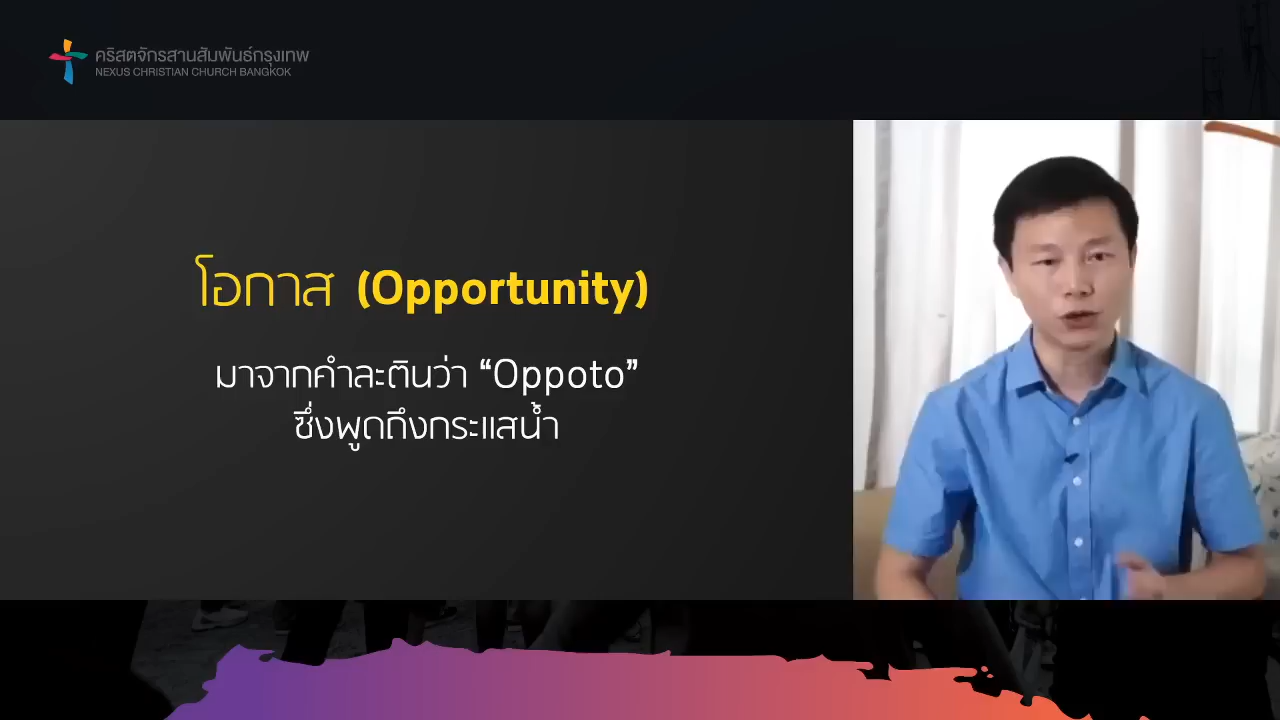 คริสตจักรสานสัมพันธ์กรุงเทพ
NEXUS CHRISTIAN CHURCH BANGKOK
โอกาส (Opportunity)
มาจากคำละตินว่า “Oppoto”
ซึ่งพูดถึงกระแสน้ำ